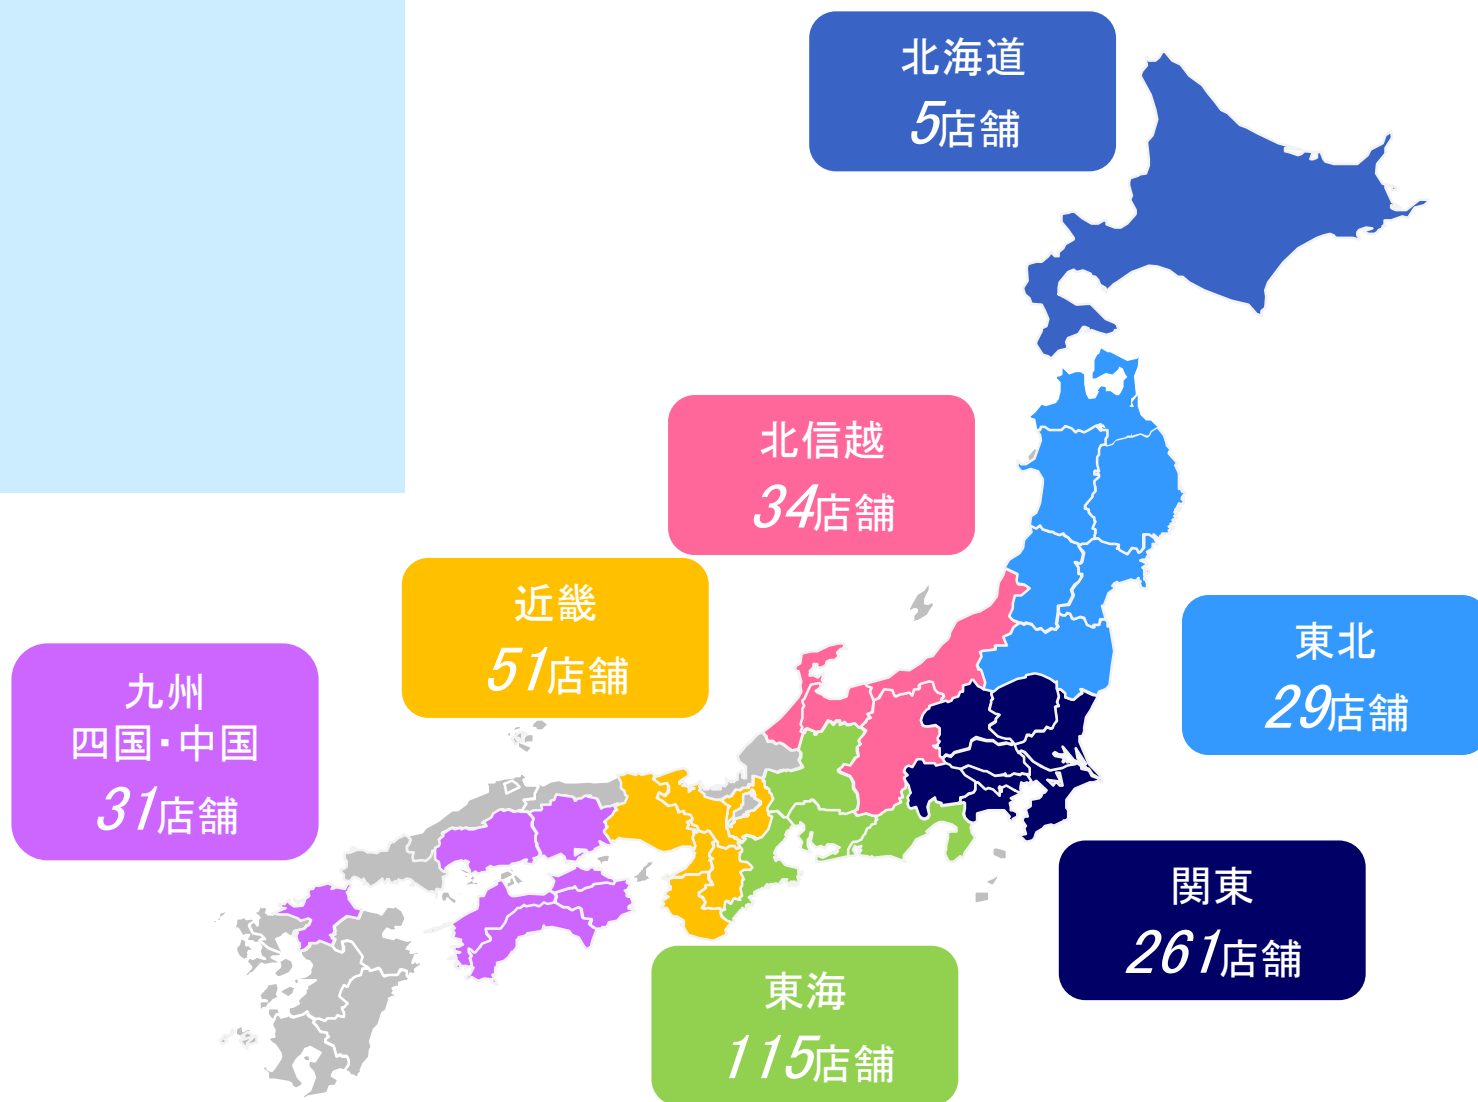 北海道
5店舗
北信越
34店舗
近畿
51店舗
東北
29店舗
九州
四国・中国
31店舗
関東
261店舗
東海
115店舗